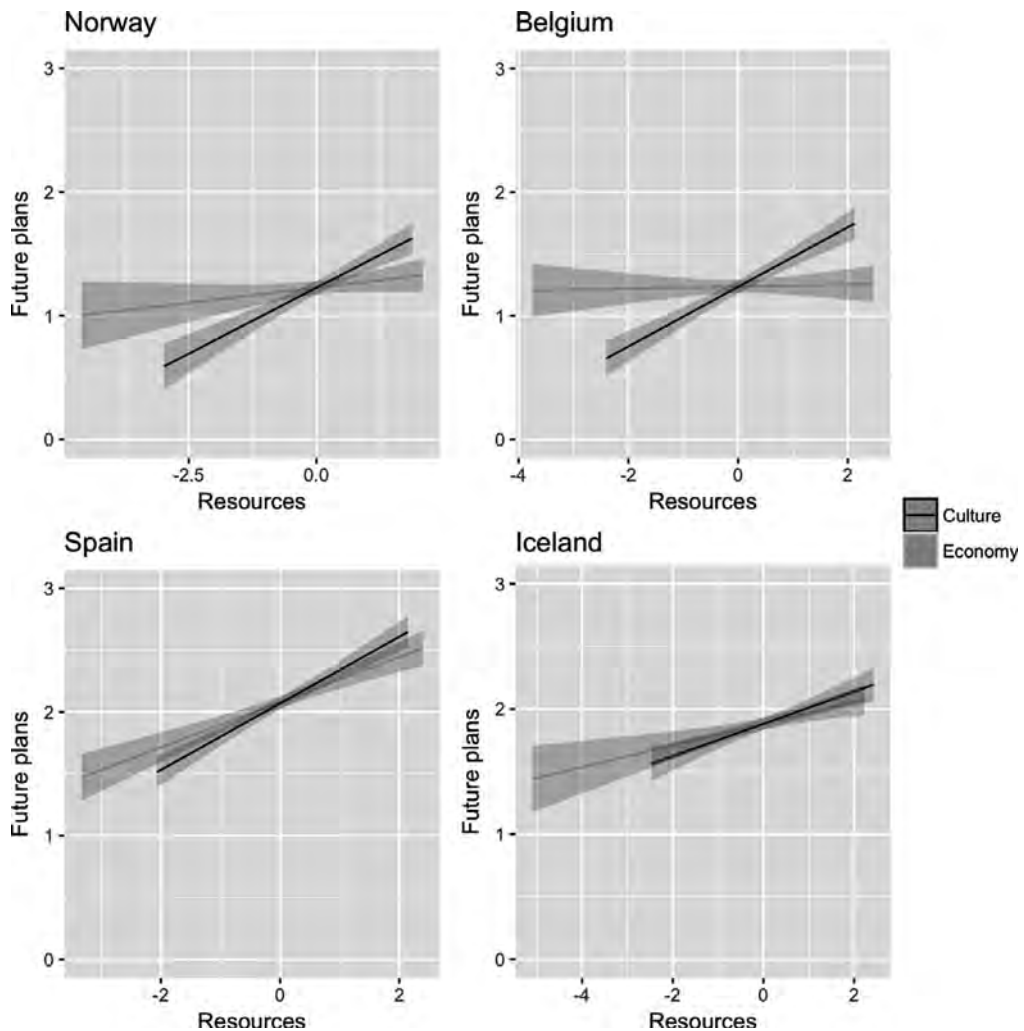 Norway
3
2
1
0
Future plans
-2.5 0.0
Resources
Belgium
3
2
1
0
Future plans
-4 -2 0 2
Resources
Culture
Economy
Spain
3
2
1
0
Future plans
-2 0 2
Resources
Iceland
3
2
1
0
Future plans
-4 -2 0 2
Resources